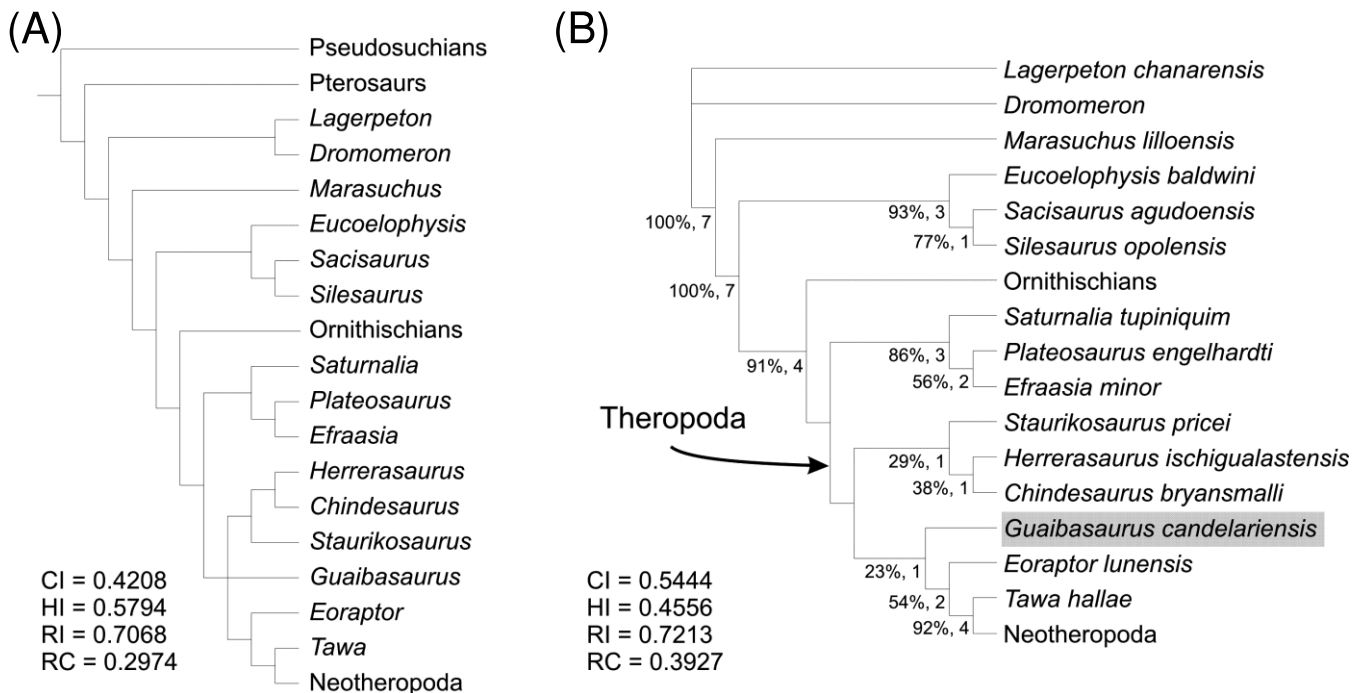 (A)
Pseudosuchians
Pterosaurs
Lagerpeton
Dromomeron
Marasuchus
Eucoelophysis
Sacisaurus
Silesaurus
Ornithischians
Saturnalia
Plateosaurus
Efraasia
Herrerasaurus
Chindesaurus
Staurikosaurus
Guaibasaurus
Eoraptor
Tawa
Neotheropoda
CI = 0.4208
HI = 0.5794
RI = 0.7068
RC = 0.2974
(B)
Lagerpeton chanarensis
Dromomeron
Marasuchus lilloensis
Eucoelophysis baldwini
Sacisaurus agudoensis
Silesaurus opolensis
Ornithischians
Saturnalia tupiniquim
Plateosaurus engelhardti
Efraasia minor
Staurikosaurus pricei
Herrerasaurus ischigualastensis
Chindesaurus bryansmalli
Guaibasaurus candelariensis
Eoraptor lunensis
Tawa hallae
Neotheropoda
100%, 7
100%, 7
93%, 3
77%, 1
91%, 4
86%, 3
56%, 2
Theropoda
29%, 1
38%, 1
23%, 1
54%, 2
92%, 4
CI = 0.5444
HI = 0.4556
RI = 0.7213
RC = 0.3927